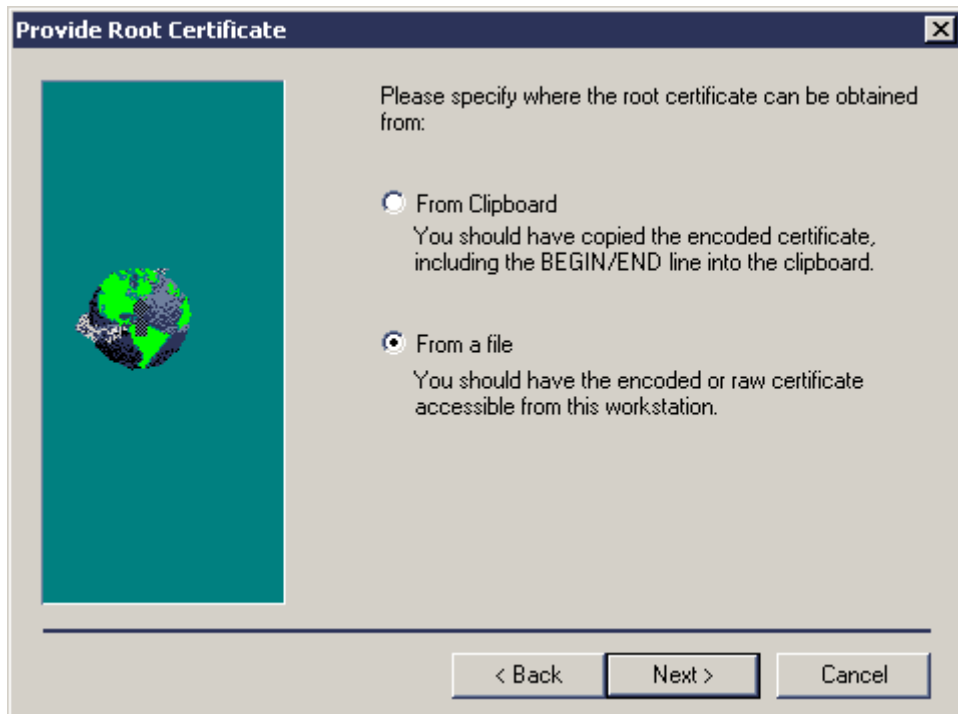 Provide Root Certificate
Please specify where the root certificate can be obtained
from:
From Clipboard
You should have copied the encoded certificate,
including the BEGIN/END line into the clipboard.
From a file
You should have the encoded or raw certificate
accessible from this workstation.
< Back
Next >
Cancel